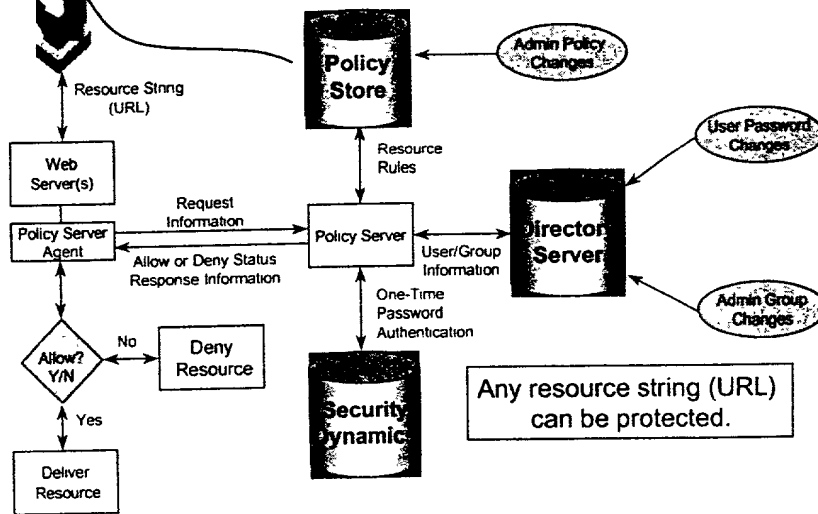 Policy
Store
Admin Policy
Changes
Resource String
(URL)
User Password
Changes
Resource
Rules
Web
Server(s)
Request
Information
Policy Server
Agent
Policy Server
Director
Server
Allow or Deny Status
Response Information
User/Group
Information
One-Time
Password
Authentication
Admin Group
Changes
Allow?
Y/N
No
Deny
Resource
Security
Dynamic
Any resource string (URL)
can be protected.
Yes
Deliver
Resource